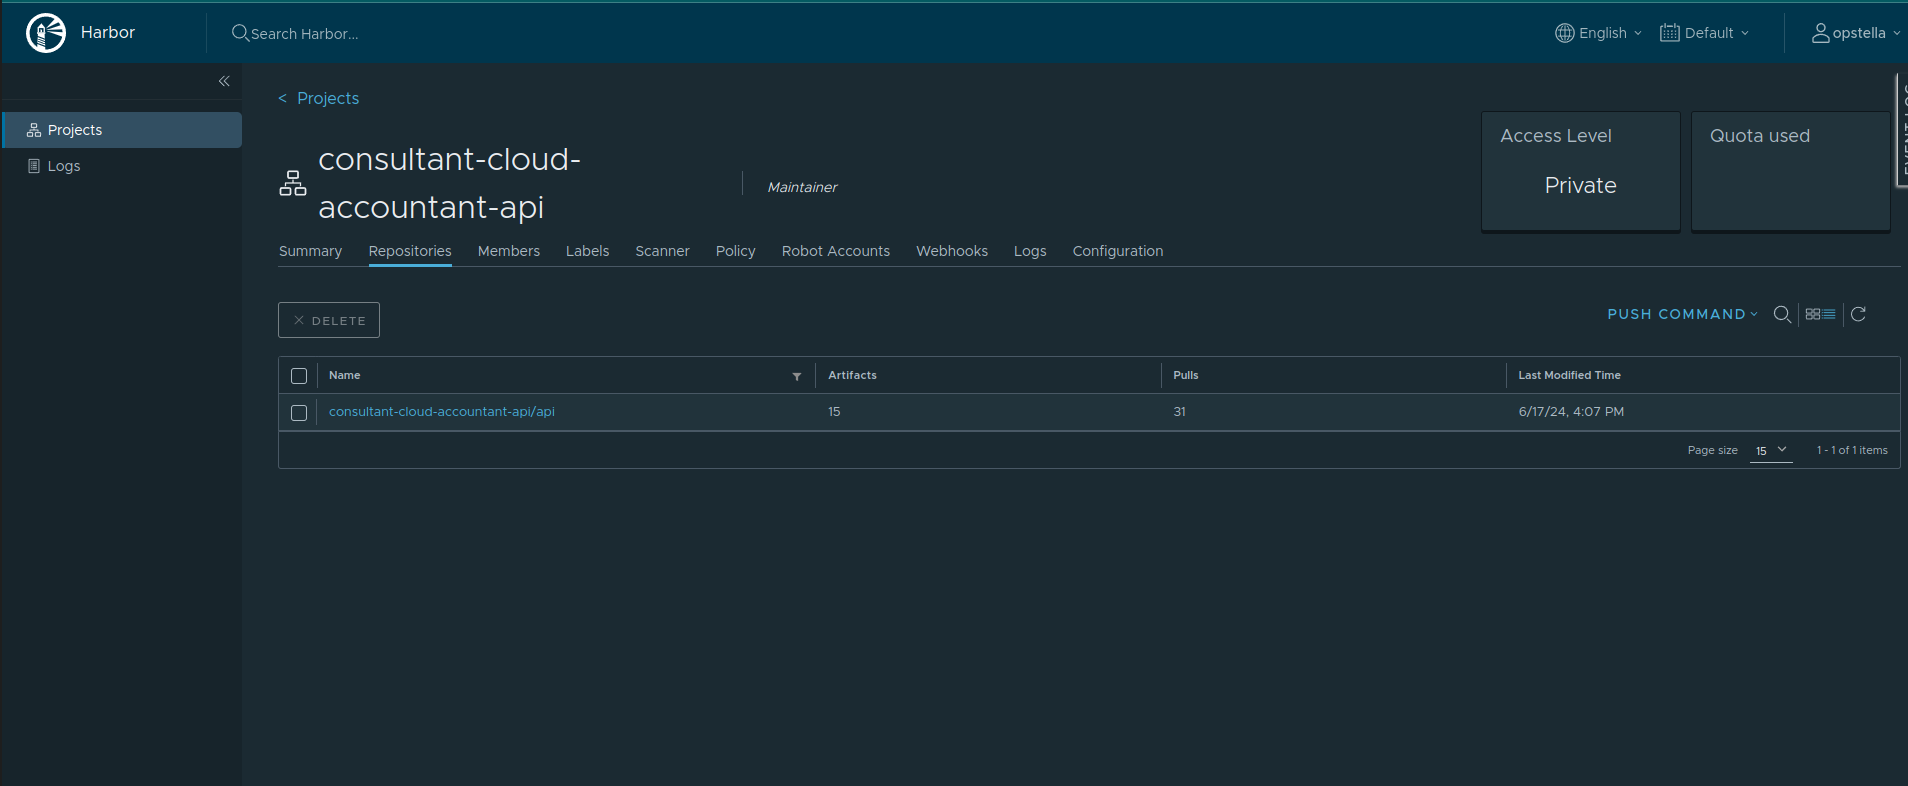 Harbor
Search Harbor...
English
Default
opstella
Projects
Logs
< Projects
consultant-cloud-
accountant-api
Maintainer
Access Level
Private
Quota used
Summary Repositories Members Labels Scanner Policy Robot Accounts Webhooks Logs Configuration
DELETE
PUSH COMMAND
Name Artifacts Pulls Last Modified Time
consultant-cloud-accountant-api/api 15 31 6/17/24, 4:07 PM
Page size 15 1 - 1 of 1 items